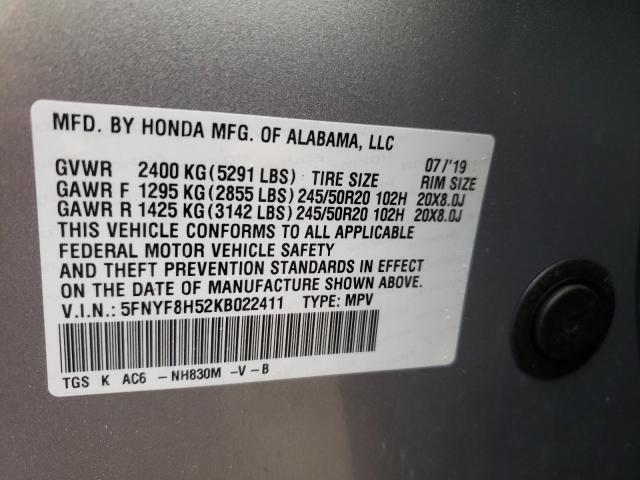 MFD. BY HONDA MFG. OF ALABAMA, LLC
07/'19
GVWR 2400 KG(5291 LBS) TIRE SIZE RIM SIZE
GAWR F 1295 KG(2855 LBS)245/50R20 102H 20X8.0J
GAWR R 1425 KG(3142 LBS)245/50R20 102H 20X8.0J
THIS VEHICLE CONFORMS TO ALL APPLICABLE
FEDERAL MOTOR VEHICLE SAFETY
AND THEFT PREVENTION STANDARDS IN EFFECT
ON THE DATE OF MANUFACTURE SHOWN ABOVE.
V.I.N.: 5FNYF8H52KB022411 TYPE: MPV
TGS K AC6 - NH830M -V - B